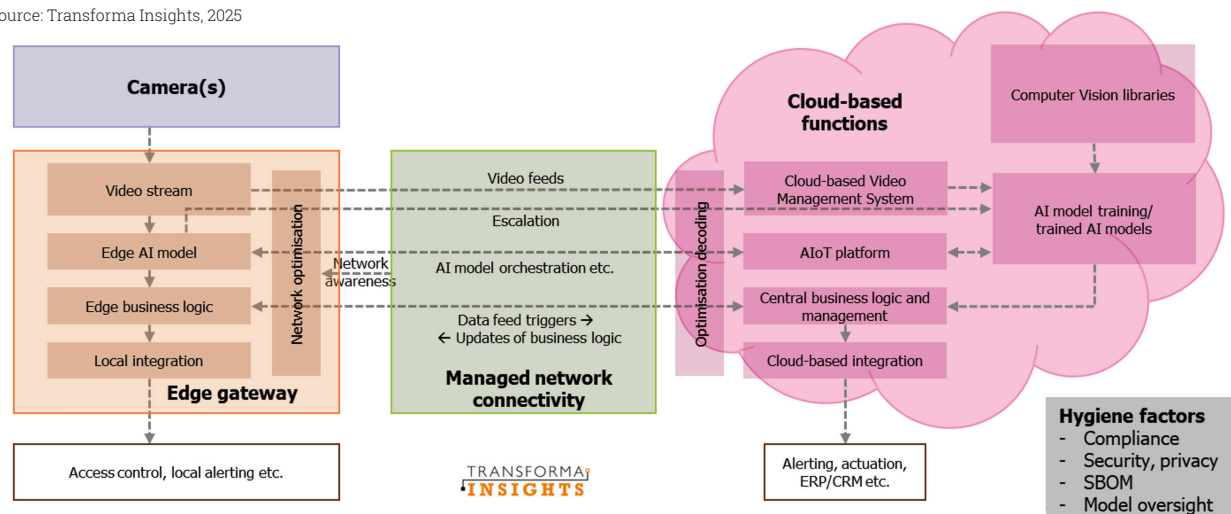 ource: Transforma Insights, 2025
Camera(s)
Video stream
Edge AI model
Edge business logic
Local integration
Network optimisation
Edge gateway
Access control, local alerting etc.
Video feeds
Escalation
Network
awareness
AI model orchestration etc.
Data feed triggers →
← Updates of business logic
Managed network
connectivity
TRANSFORMA
INSIGHTS
Cloud-based
functions
Optimisation decoding
Cloud-based Video
Management System
AIoT platform
Central business logic and
management
Cloud-based integration
Computer Vision libraries
AI model training/
trained AI models
Alerting, actuation,
ERP/CRM etc.
Hygiene factors
- Compliance
- Security, privacy
- SBOM
- Model oversight